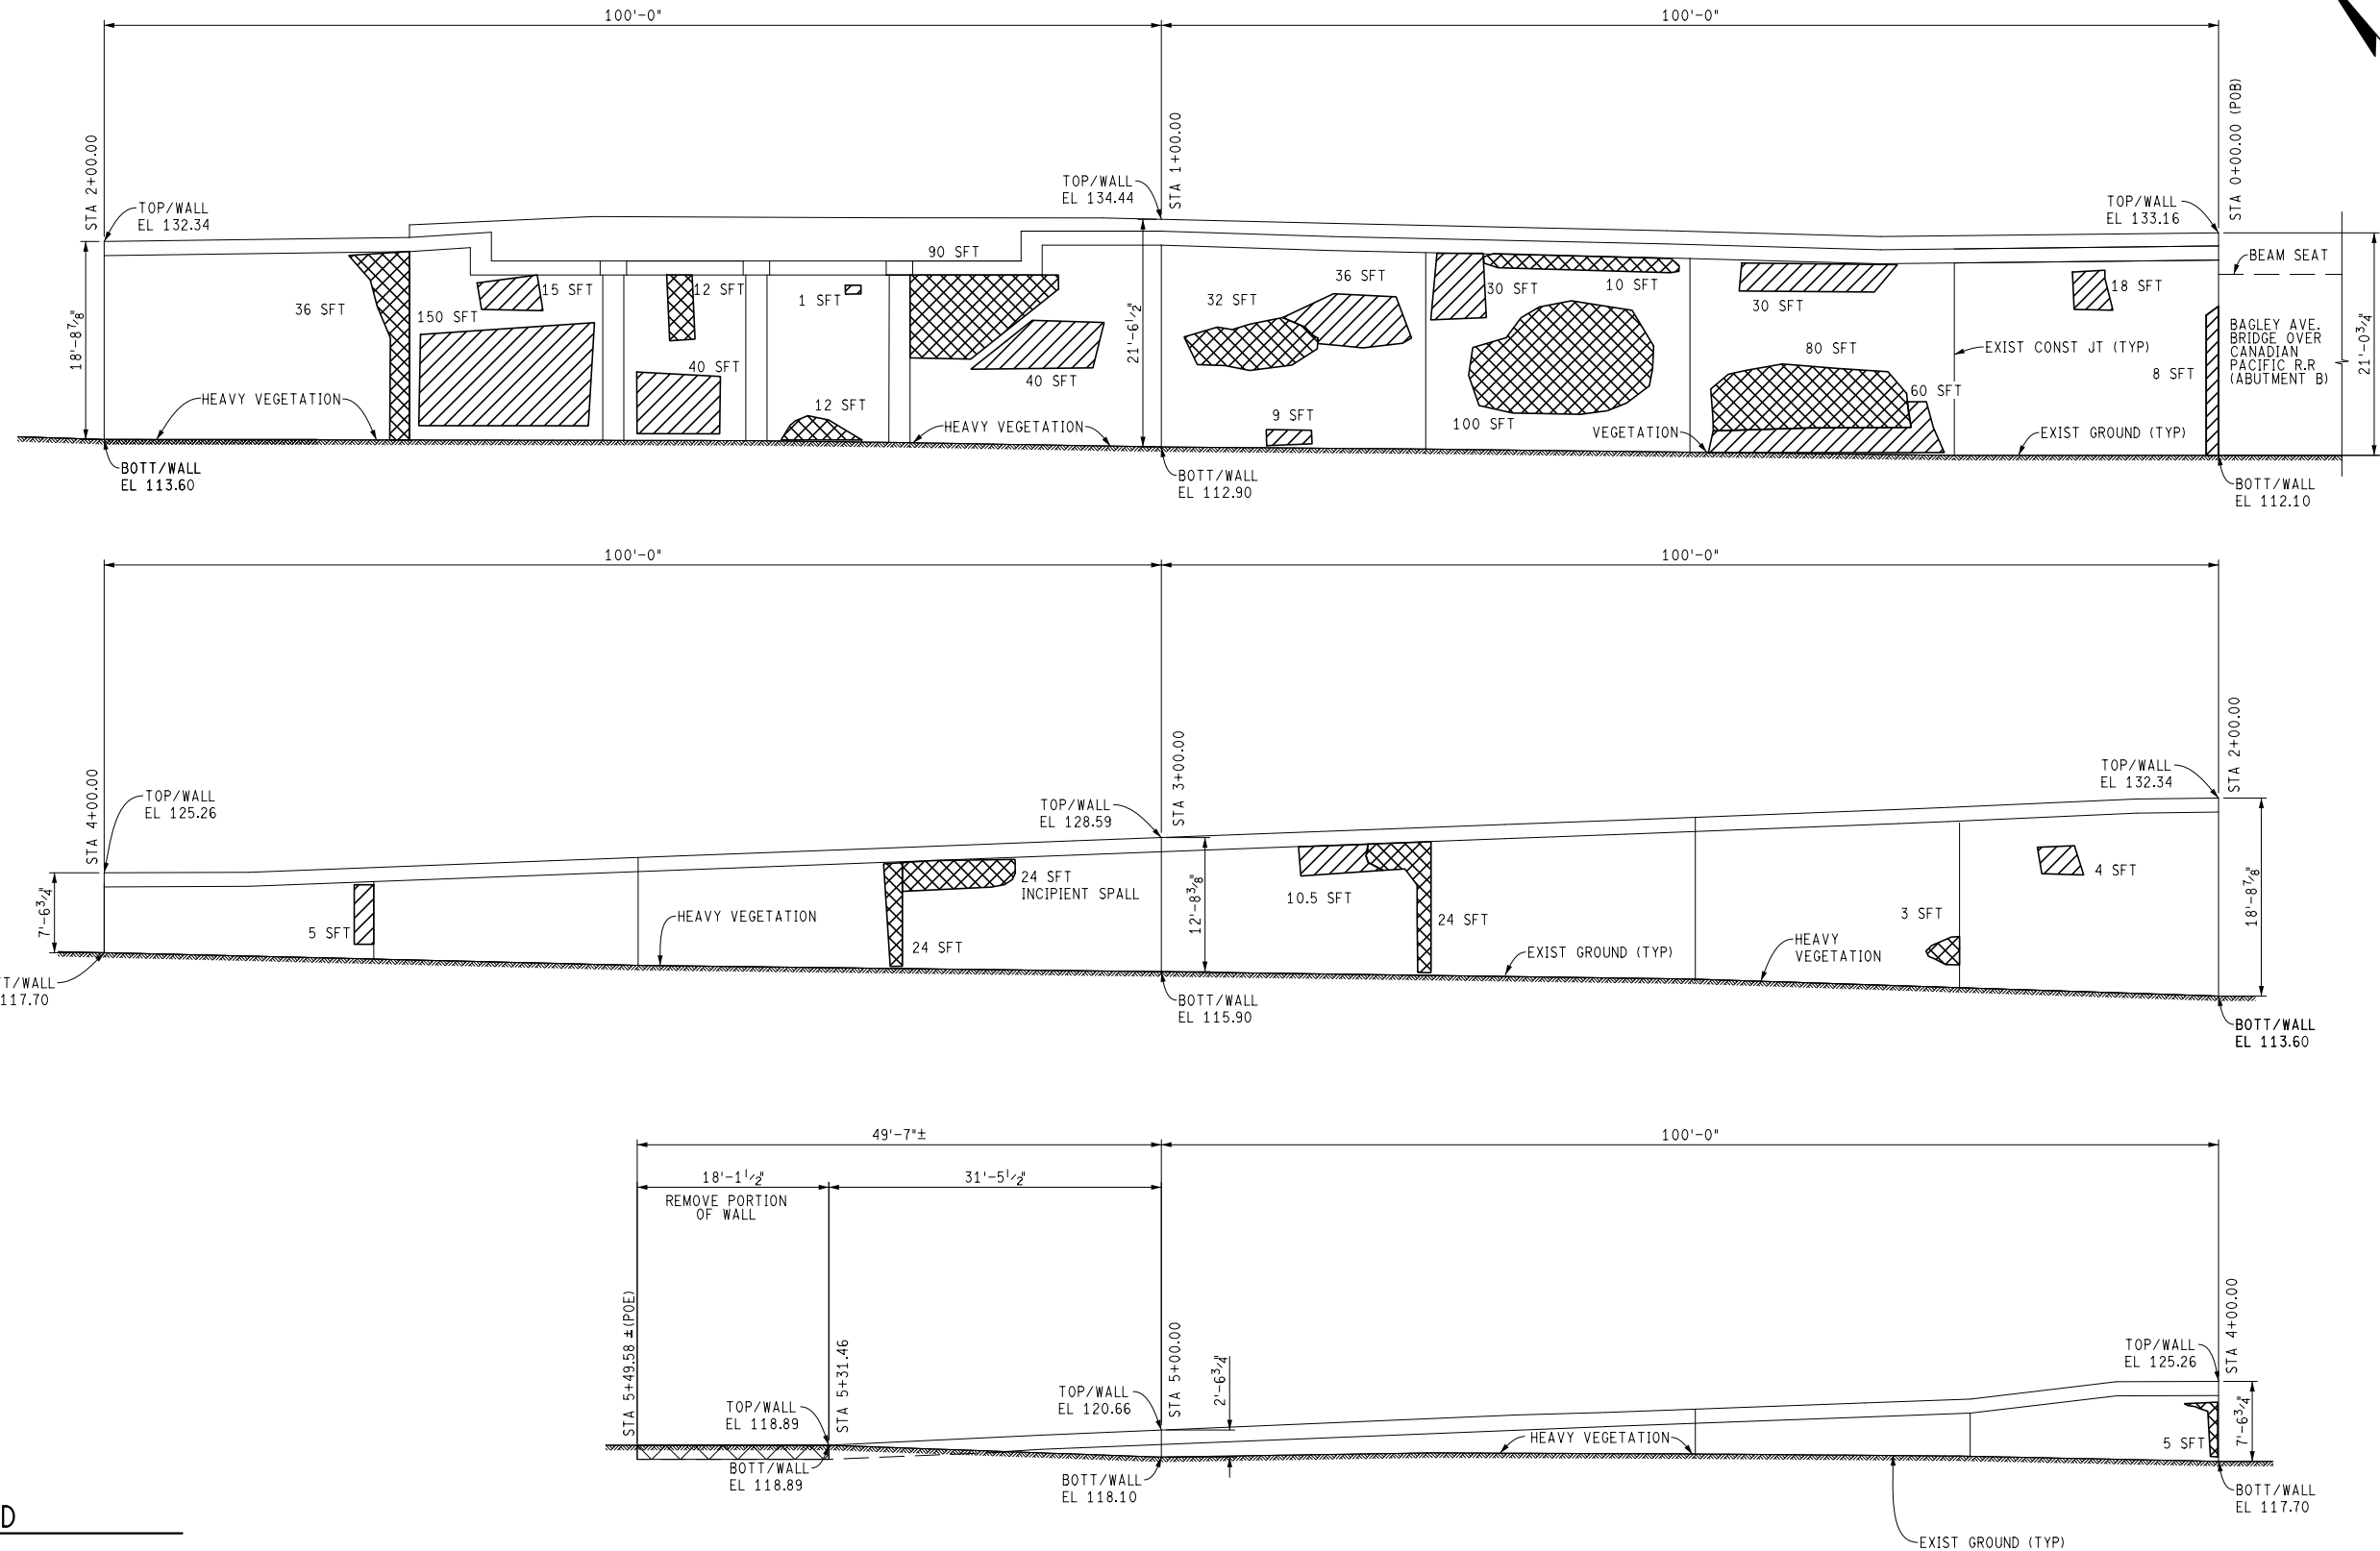 100'-0"
100'-0"
STA 2+00.00
STA 1+00.00
STA 0+00.00 (POB)
TOP/WALL
EL 132.34
TOP/WALL
EL 134.44
TOP/WALL
EL 133.16
BEAM SEAT
90 SFT
36 SFT
15 SFT
12 SFT
1 SFT
32 SFT
36 SFT
30 SFT
10 SFT
30 SFT
18 SFT
150 SFT
18'-8 7/8"
21'-6 1/2"
21'-0 3/4"
BAGLEY AVE.
BRIDGE OVER
CANADIAN
PACIFIC R.R
(ABUTMENT B)
EXIST CONST JT (TYP)
80 SFT
8 SFT
40 SFT
40 SFT
60 SFT
HEAVY VEGETATION
12 SFT
9 SFT
100 SFT
HEAVY VEGETATION
VEGETATION
EXIST GROUND (TYP)
BOTT/WALL
EL 113.60
BOTT/WALL
EL 112.90
BOTT/WALL
EL 112.10
100'-0"
100'-0"
STA 4+00.00
STA 3+00.00
STA 2+00.00
TOP/WALL
EL 125.26
TOP/WALL
EL 128.59
TOP/WALL
EL 132.34
24 SFT
INCIPIENT SPALL
4 SFT
10.5 SFT
7'-6 3/4"
12'-8 3/8"
18'-8 7/8"
HEAVY VEGETATION
3 SFT
24 SFT
5 SFT
24 SFT
HEAVY
VEGETATION
EXIST GROUND (TYP)
T/WALL
117.70
BOTT/WALL
EL 115.90
BOTT/WALL
EL 113.60
49'-7"±
100'-0"
18'-1 1/2"
31'-5 1/2"
REMOVE PORTION
OF WALL
STA 5+49.58 ±(POE)
STA 5+31.46
STA 5+00.00
STA 4+00.00
2'-6 3/4"
TOP/WALL
EL 125.26
TOP/WALL
EL 120.66
TOP/WALL
EL 118.89
HEAVY VEGETATION
5 SFT
7'-6 3/4"
BOTT/WALL
EL 118.89
BOTT/WALL
EL 118.10
BOTT/WALL
EL 117.70
D
EXIST GROUND (TYP)